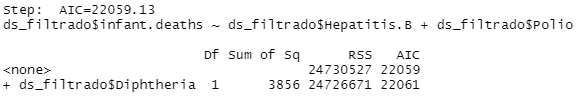 Step:  AIC=22059.13
ds_filtrado$infant.deaths ~ ds_filtrado$Hepatitis.B + ds_filtrado$Polio
Df Sum of Sq RSS AIC
<none> 24730527 22059
+ ds_filtrado$Diphtheria 1 3856 24726671 22061